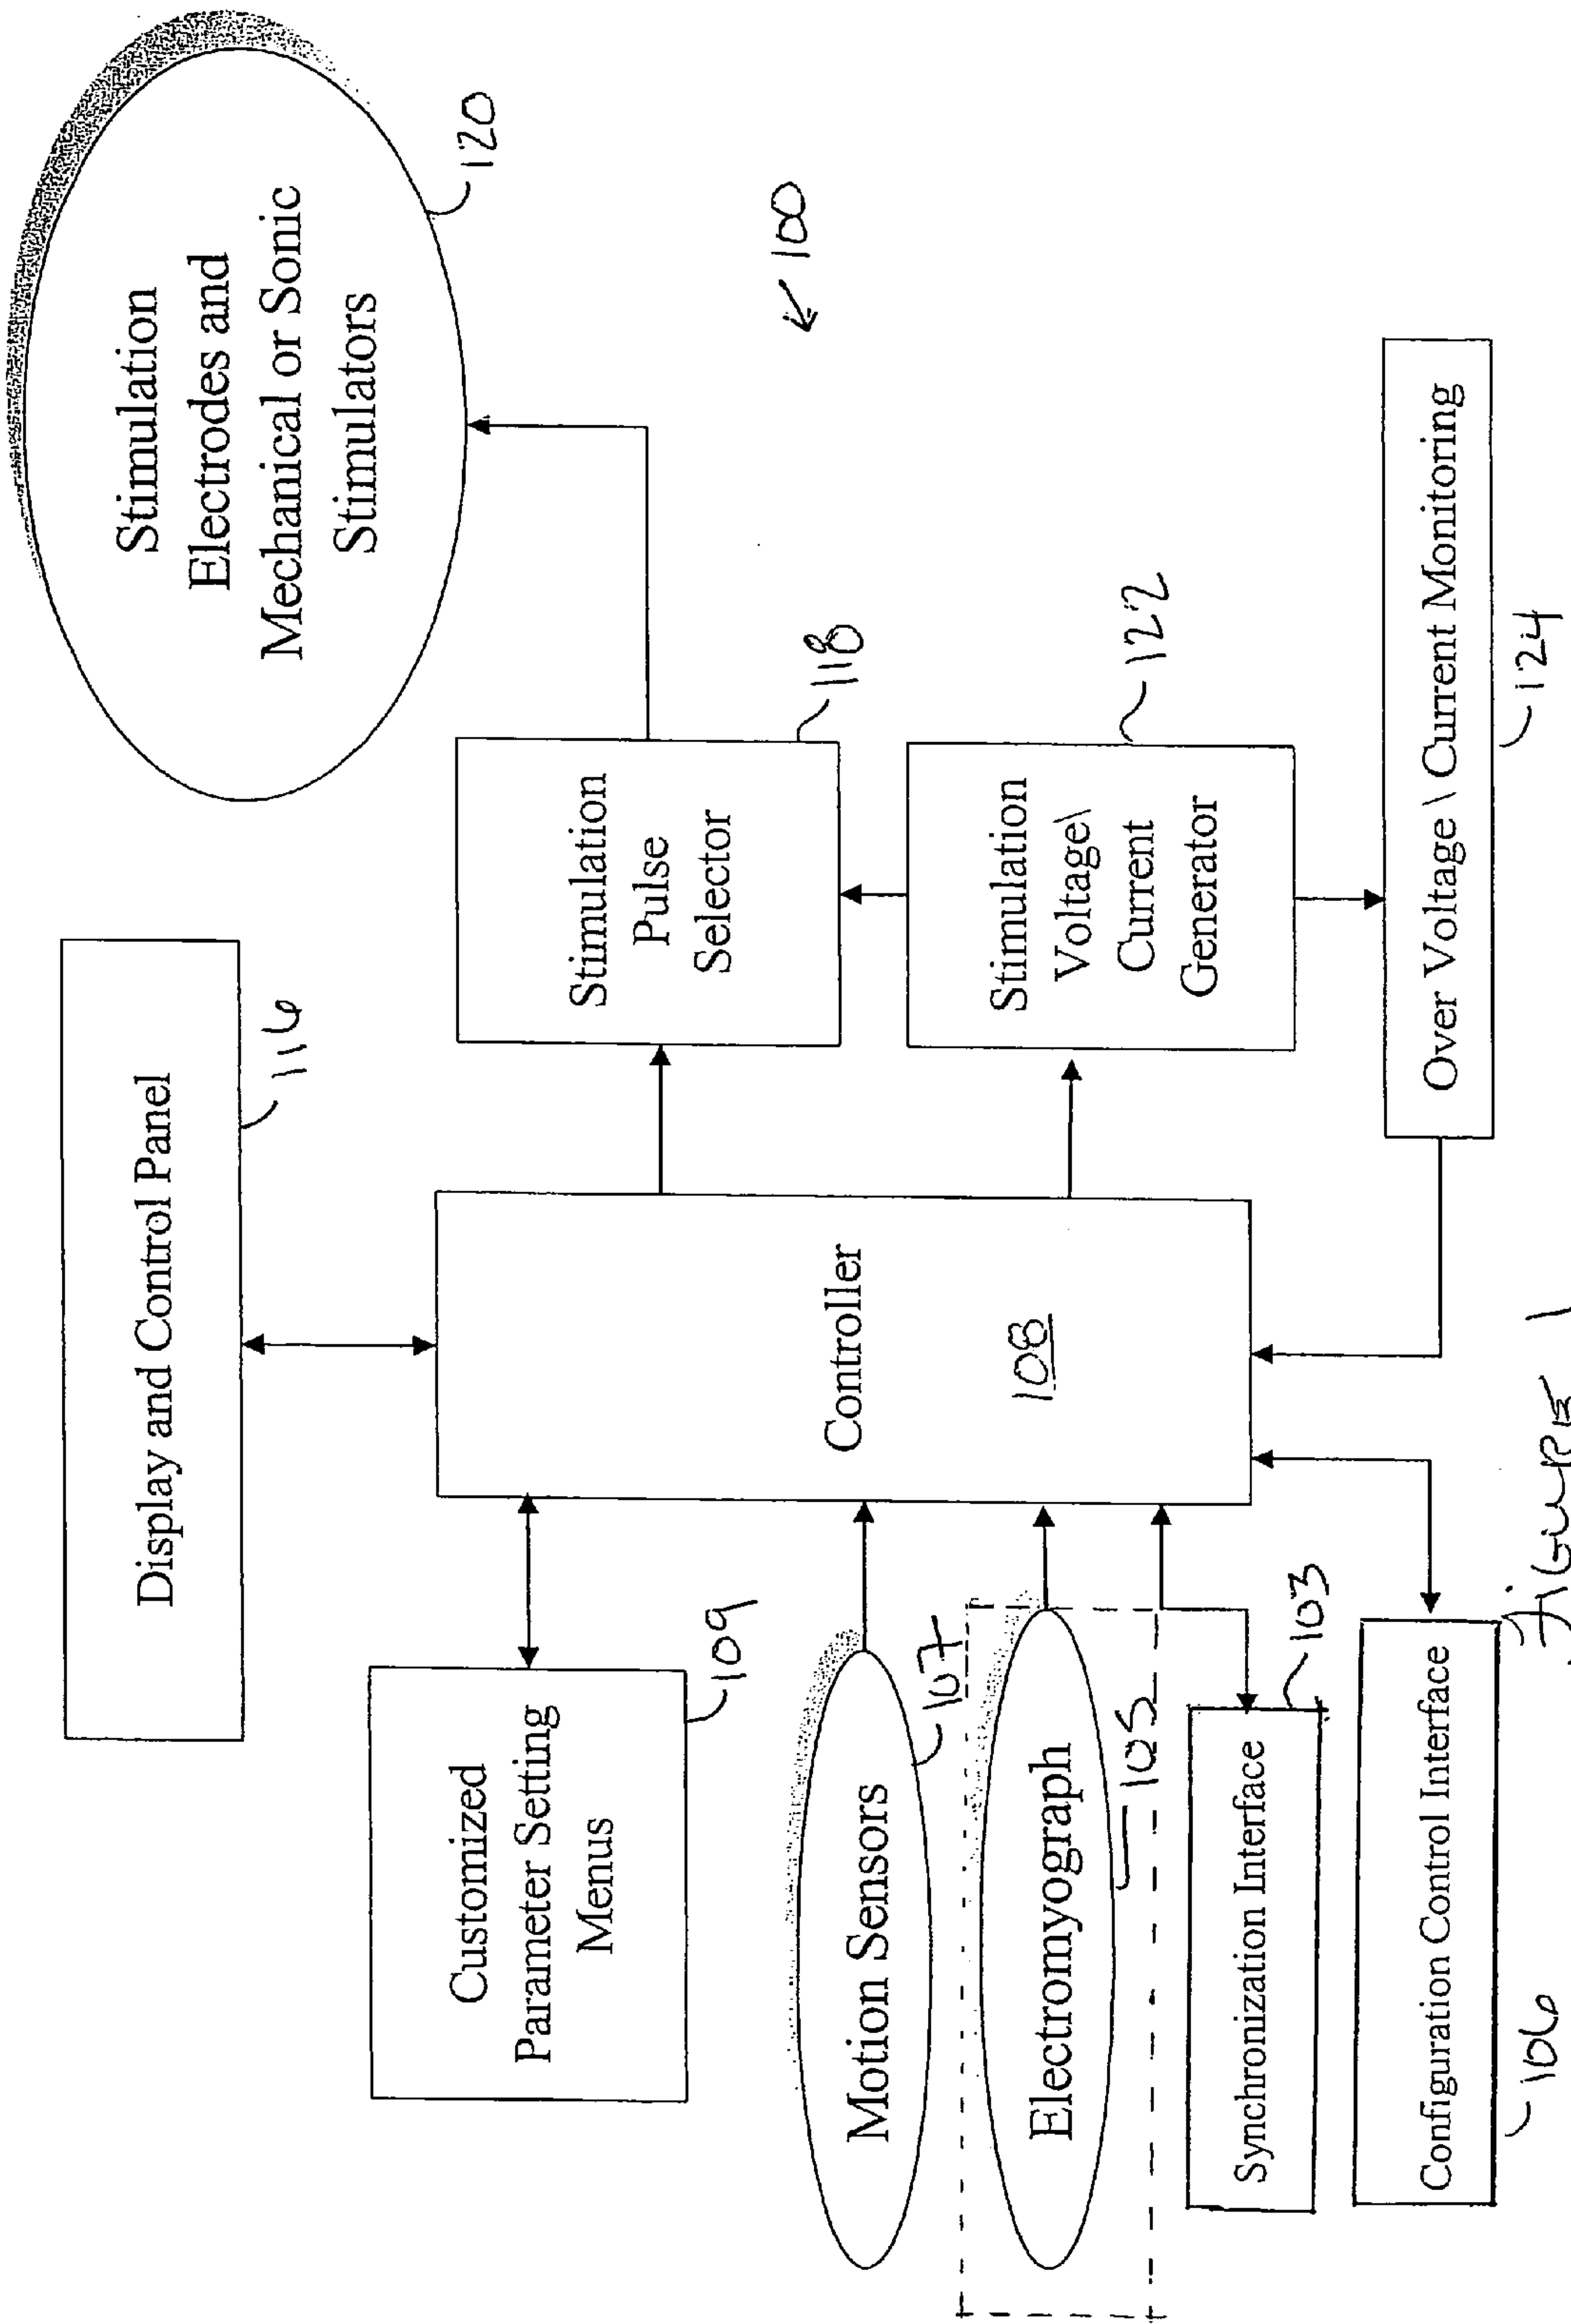 Display and Control Panel
116
Stimulation
Electrodes and
Mechanical or Sonic
Stimulators
120
Customized
Parameter Setting
Menus
109
Controller
108
Stimulation
Pulse
Selector
118
100
Motion Sensors
107
Electromyograph
105
Stimulation
Voltage\
Current
Generator
122
Synchronization Interface
103
Configuration Control Interface
106
Over Voltage \ Current Monitoring
124
FIGURE 1